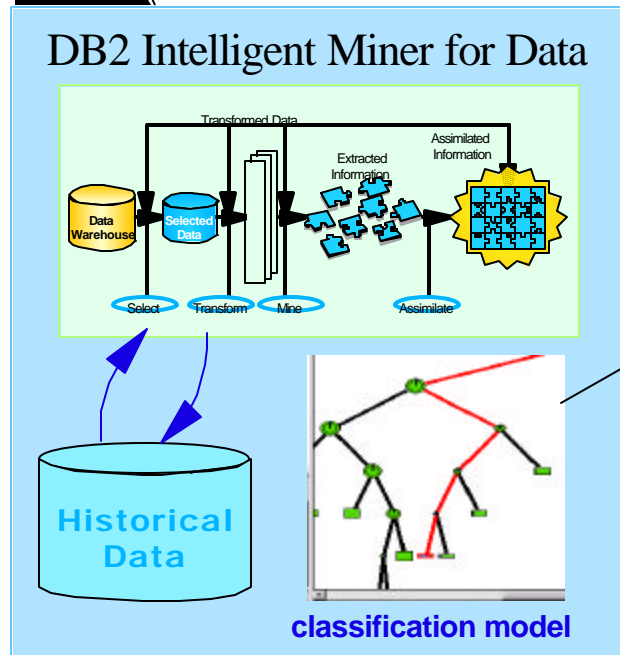 DB2 Intelligent Miner for Data
Transformed Data
Extracted
Information
Assimilated
Information
Data
Warehouse
Selected
Data
Select
Transform
Mine
Assimilate
Historical
Data
classification model